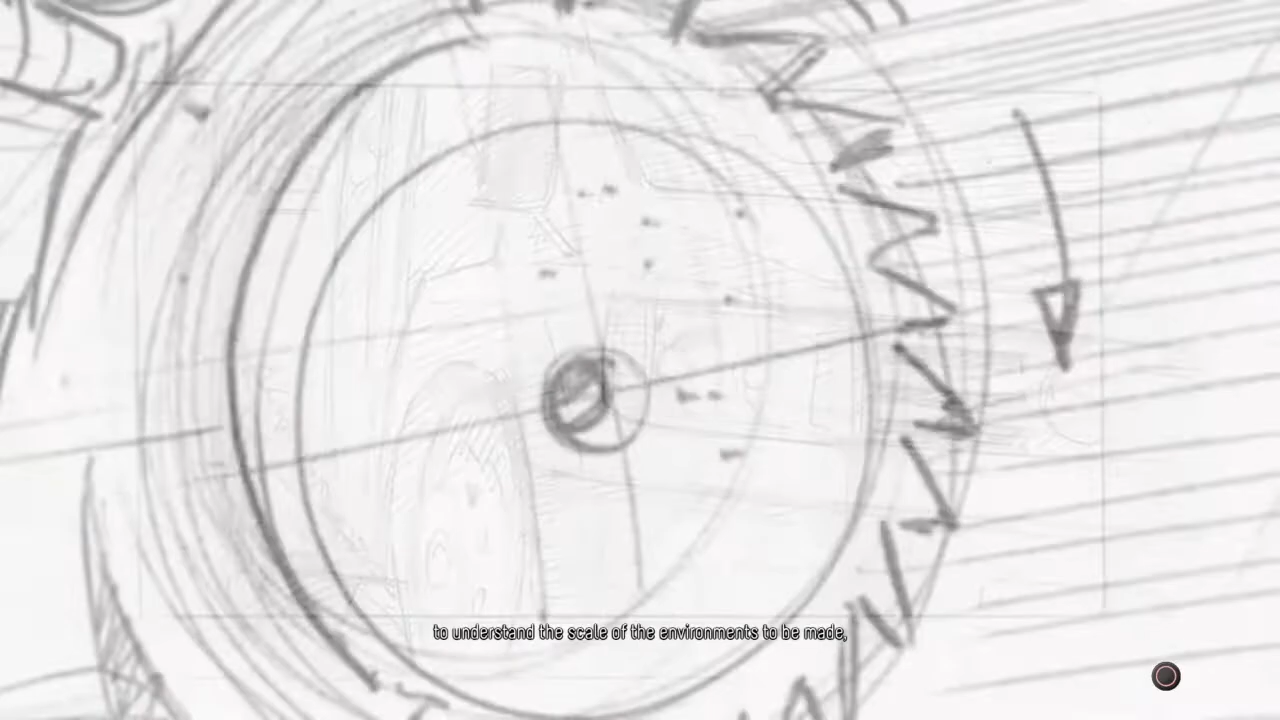 to understand the scale of the environments to be made,